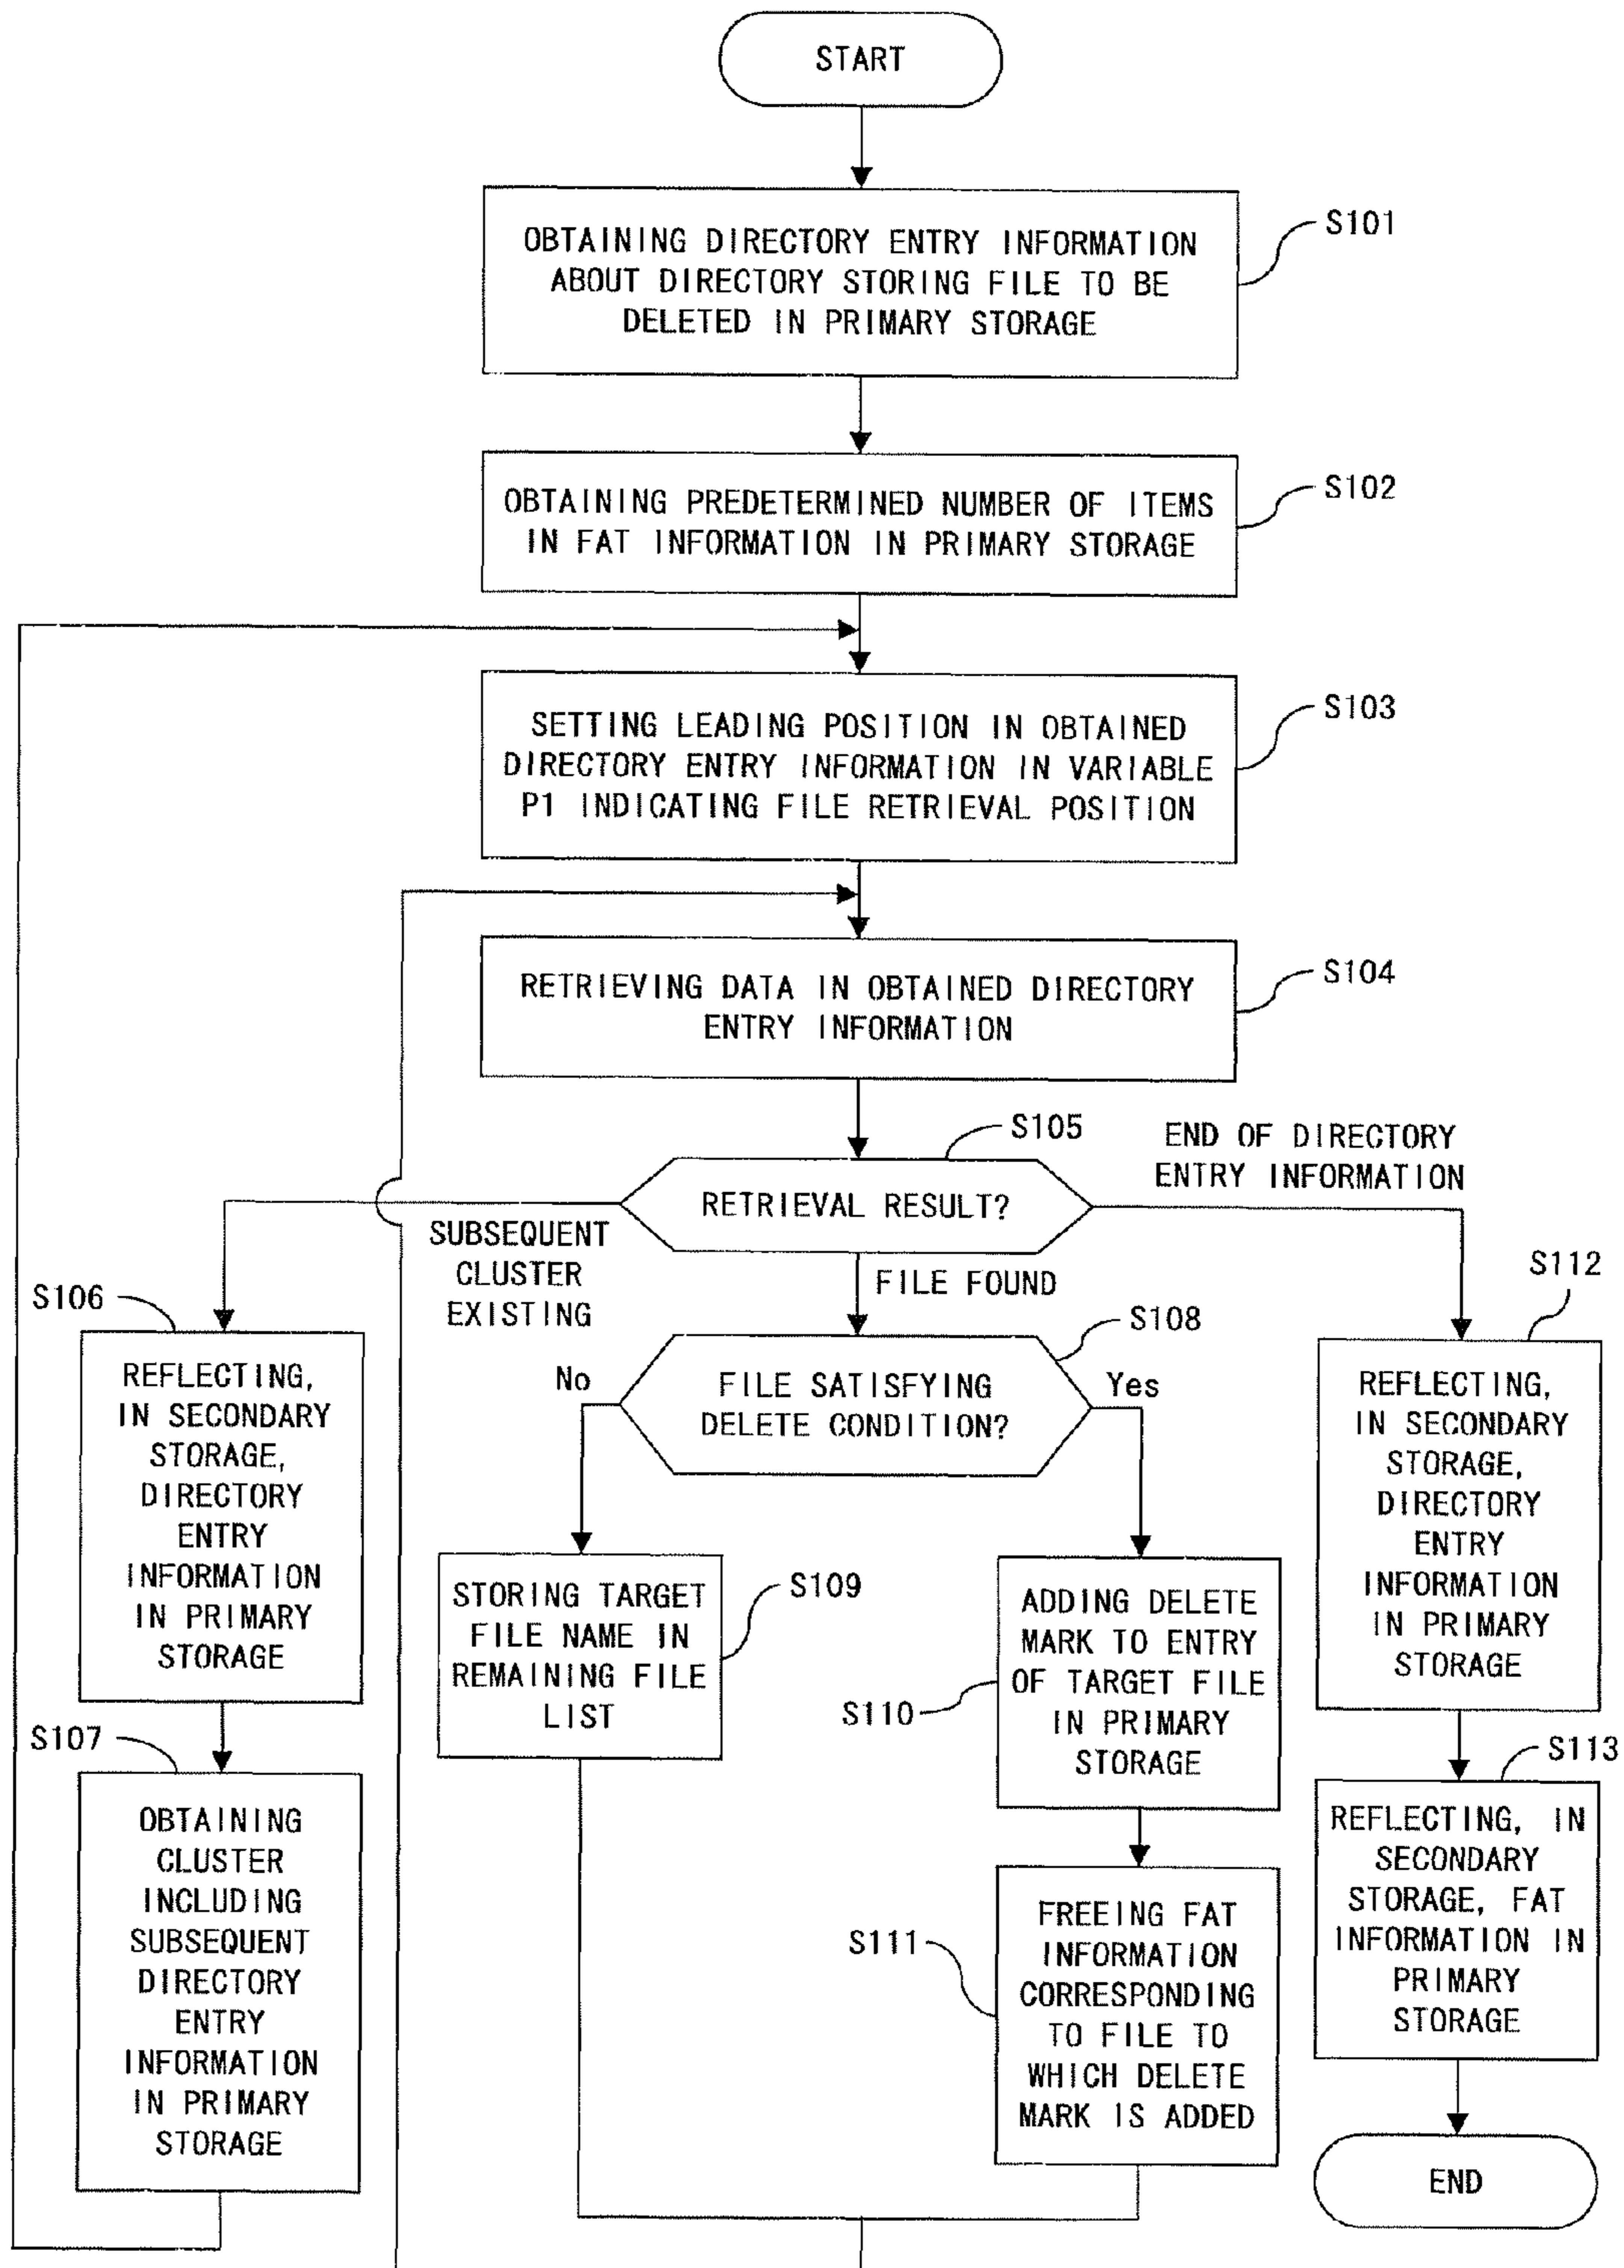 START
OBTAINING DIRECTORY ENTRY INFORMATION
ABOUT DIRECTORY STORING FILE TO BE
DELETED IN PRIMARY STORAGE
S101
OBTAINING PREDETERMINED NUMBER OF ITEMS
IN FAT INFORMATION IN PRIMARY STORAGE
S102
SETTING LEADING POSITION IN OBTAINED
DIRECTORY ENTRY INFORMATION IN VARIABLE
P1 INDICATING FILE RETRIEVAL POSITION
S103
RETRIEVING DATA IN OBTAINED DIRECTORY
ENTRY INFORMATION
S104
S105
RETRIEVAL RESULT?
END OF DIRECTORY
ENTRY INFORMATION
SUBSEQUENT
CLUSTER
EXISTING
FILE FOUND
S106
REFLECTING,
IN SECONDARY
STORAGE,
DIRECTORY
ENTRY
INFORMATION
IN PRIMARY
STORAGE
S107
OBTAINING
CLUSTER
INCLUDING
SUBSEQUENT
DIRECTORY
ENTRY
INFORMATION
IN PRIMARY
STORAGE
S108
No
FILE SATISFYING
DELETE CONDITION?
Yes
STORING TARGET
FILE NAME IN
REMAINING FILE
LIST
S109
ADDING DELETE
MARK TO ENTRY
OF TARGET FILE
IN PRIMARY
STORAGE
S110
FREEING FAT
INFORMATION
CORRESPONDING
TO FILE TO
WHICH DELETE
MARK IS ADDED
S111
S112
REFLECTING,
IN SECONDARY
STORAGE,
DIRECTORY
ENTRY
INFORMATION
IN PRIMARY
STORAGE
S113
REFLECTING, IN
SECONDARY
STORAGE, FAT
INFORMATION IN
PRIMARY
STORAGE
END